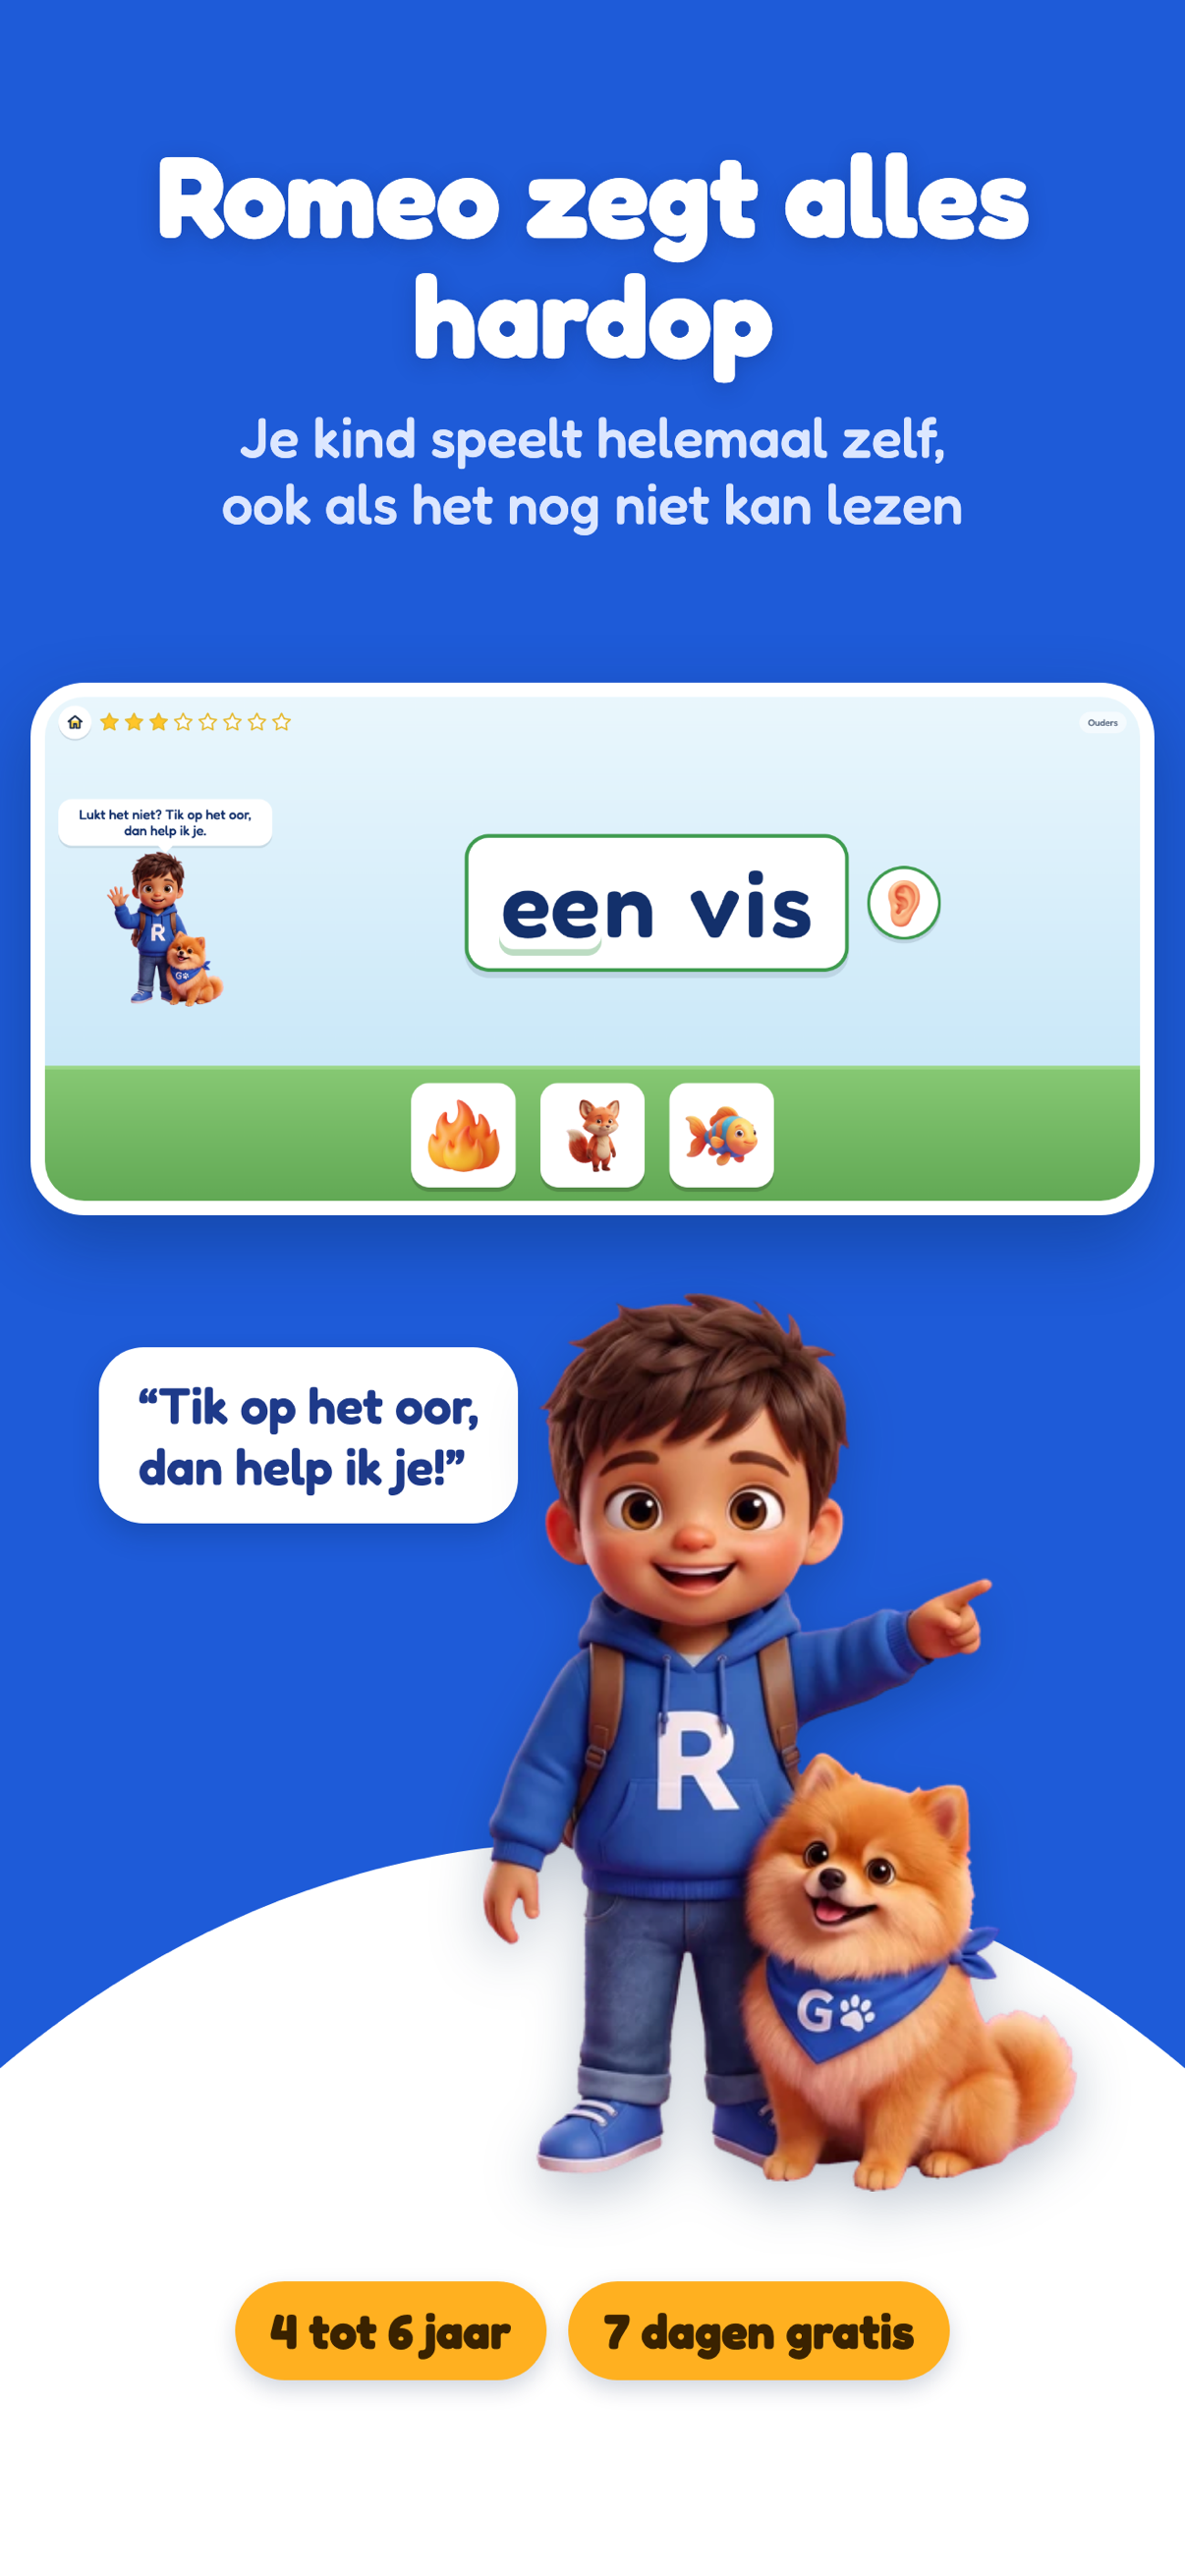 Romeo zegt alles
hardop
Je kind speelt helemaal zelf,
ook als het nog niet kan lezen
Ouders
Lukt het niet? Tik op het oor,
dan help ik je.
R
G
een vis
“Tik op het oor,
dan help ik je!”
R
G
4 tot 6 jaar
7 dagen gratis